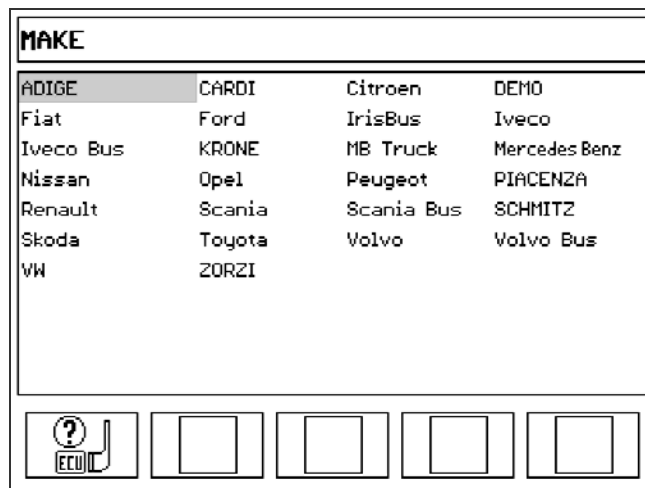 MAKE
ADIGE CARDI Citroen DEMO
Fiat Ford IrisBus Iveco
Iveco Bus KRONE MB Truck Mercedes Benz
Nissan Opel Peugeot PIACENZA
Renault Scania Scania Bus SCHMITZ
Skoda Toyota Volvo Volvo Bus
VW ZORZI
?
ECU